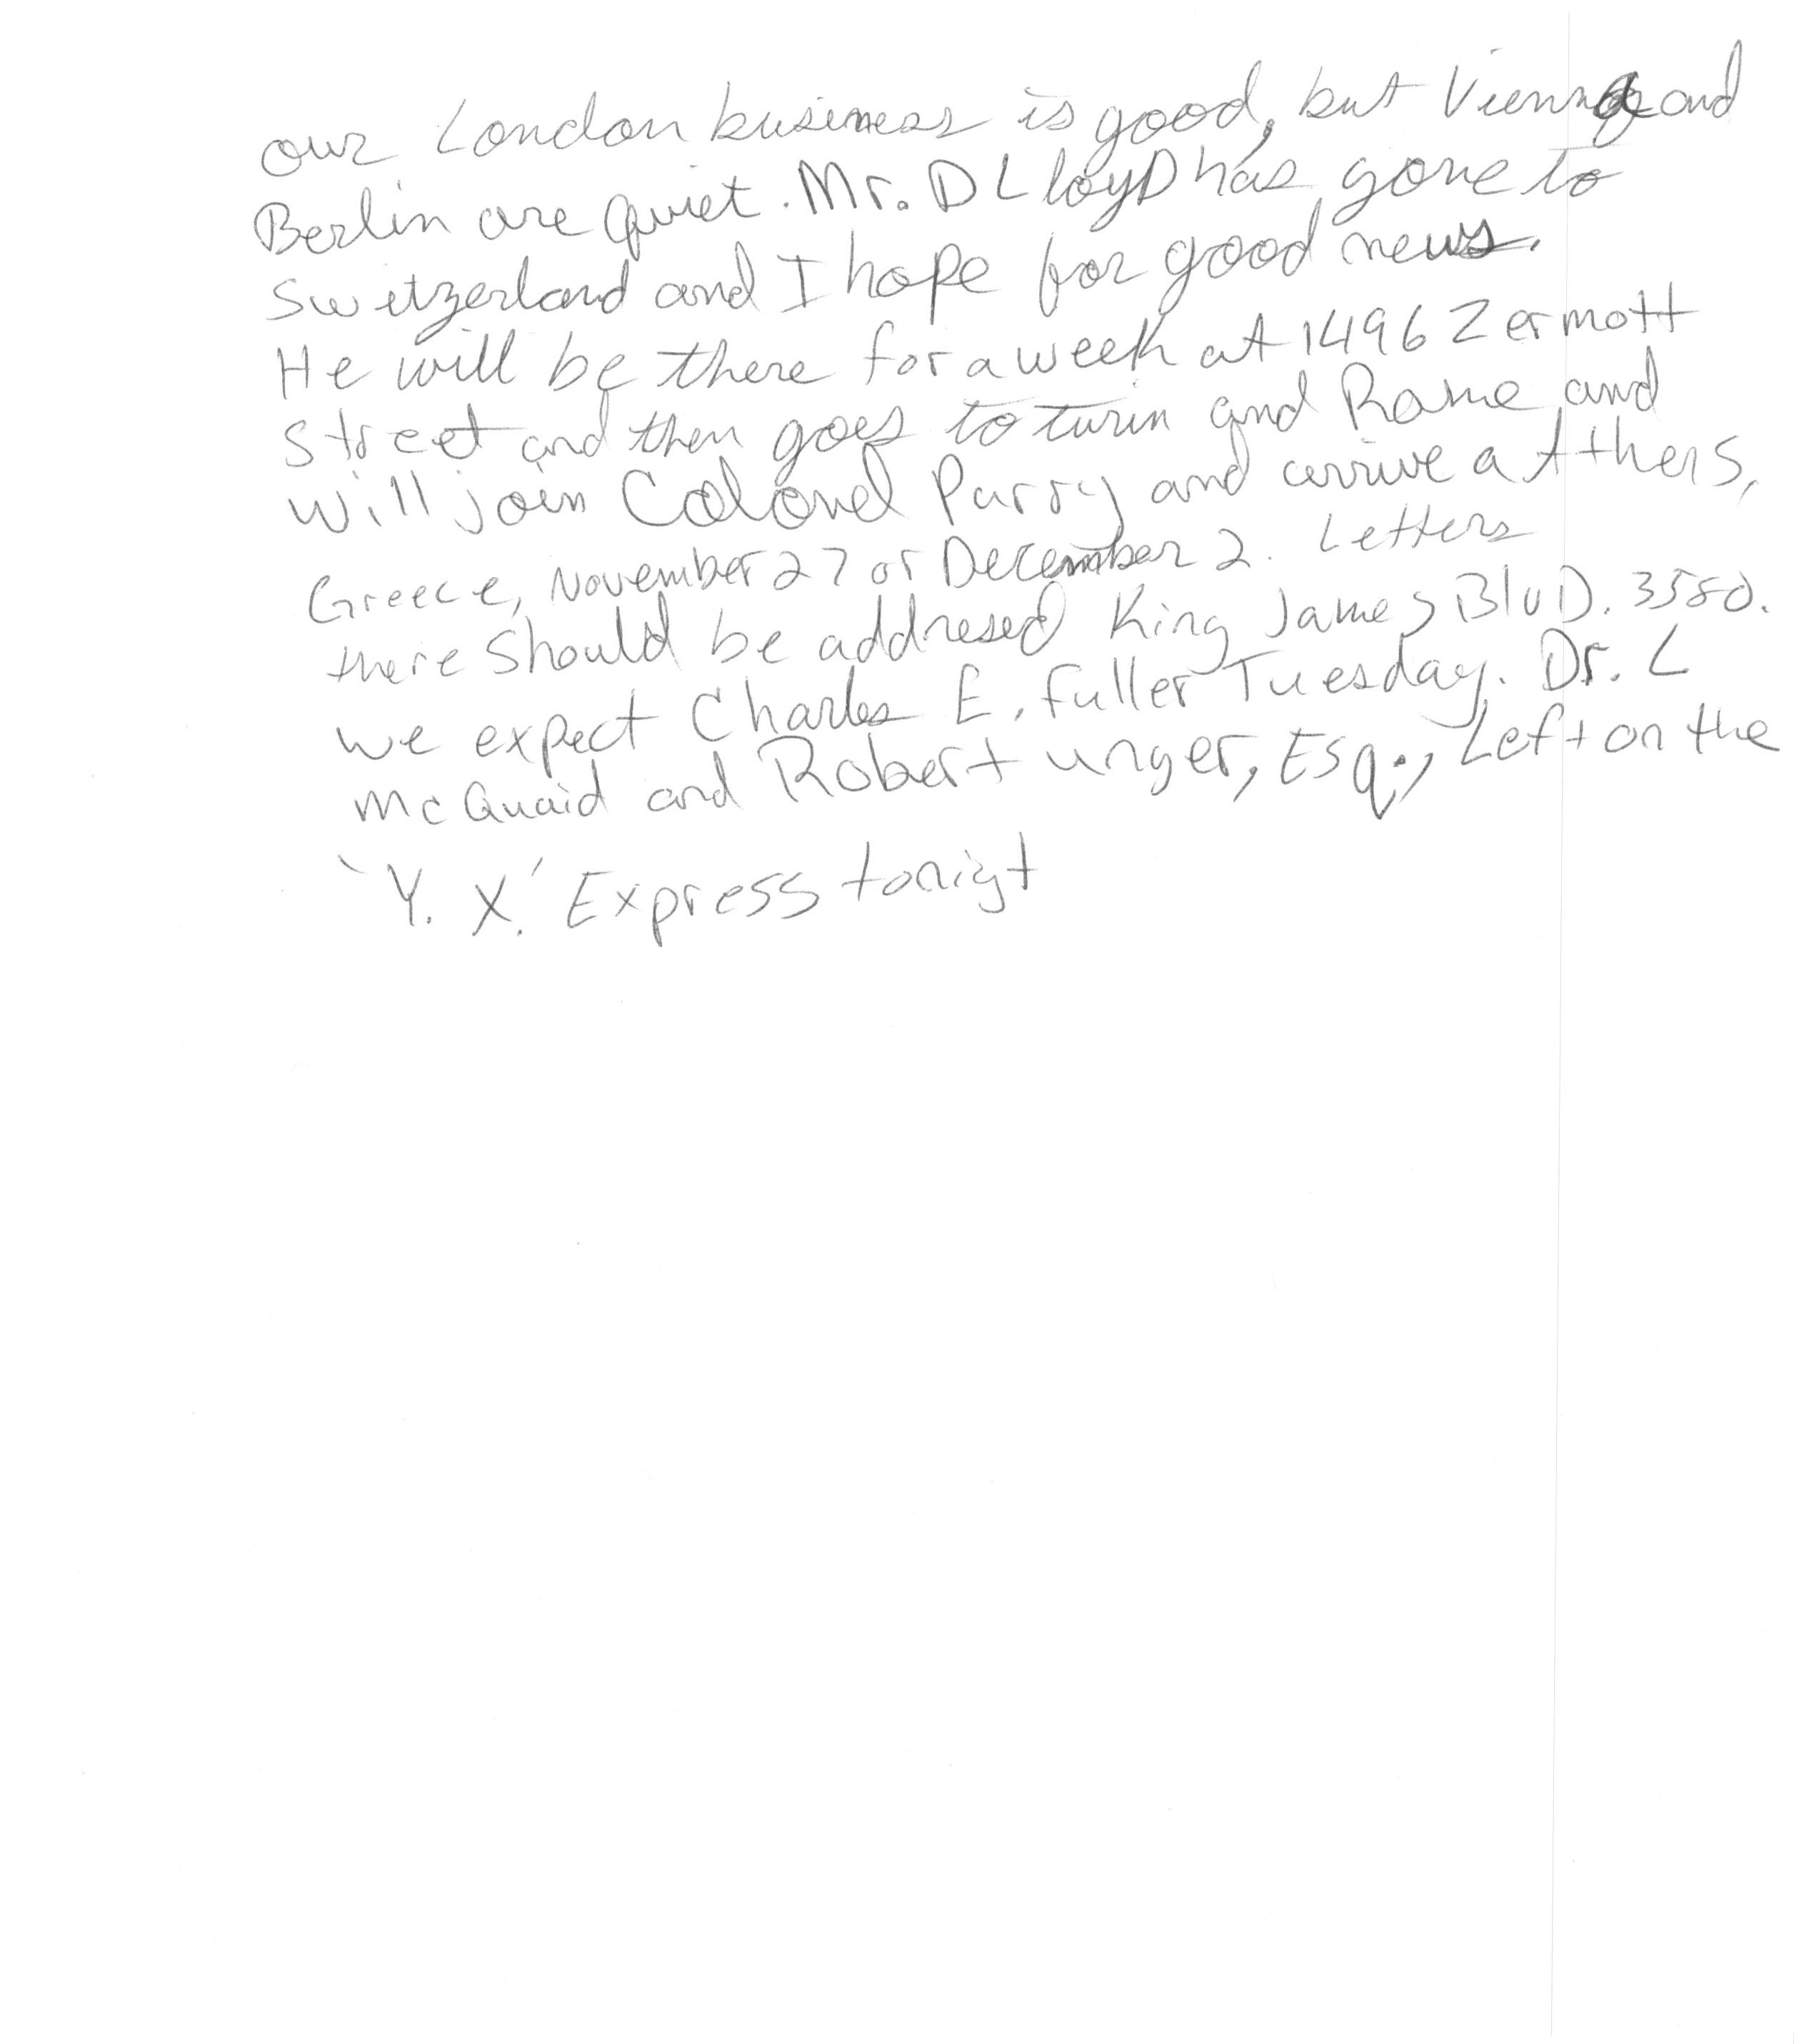 our London business is good, but Vienna and
Berlin are quiet. Mr. D Lloyd has gone to
Switzerland and I hope for good news.
He will be there for a week at 1496 Zermott
Street and then goes to turin and Rome and
will join Colonel Parry and arrive a Athens,
Greece, November 27 or December 2. Letters
there should be addresed King James Blvd. 3580.
we expect Charles E. fuller Tuesday. Dr. L
McQuaid and Robert unger, Esq., Left on the
'Y. X.' Express tonigt